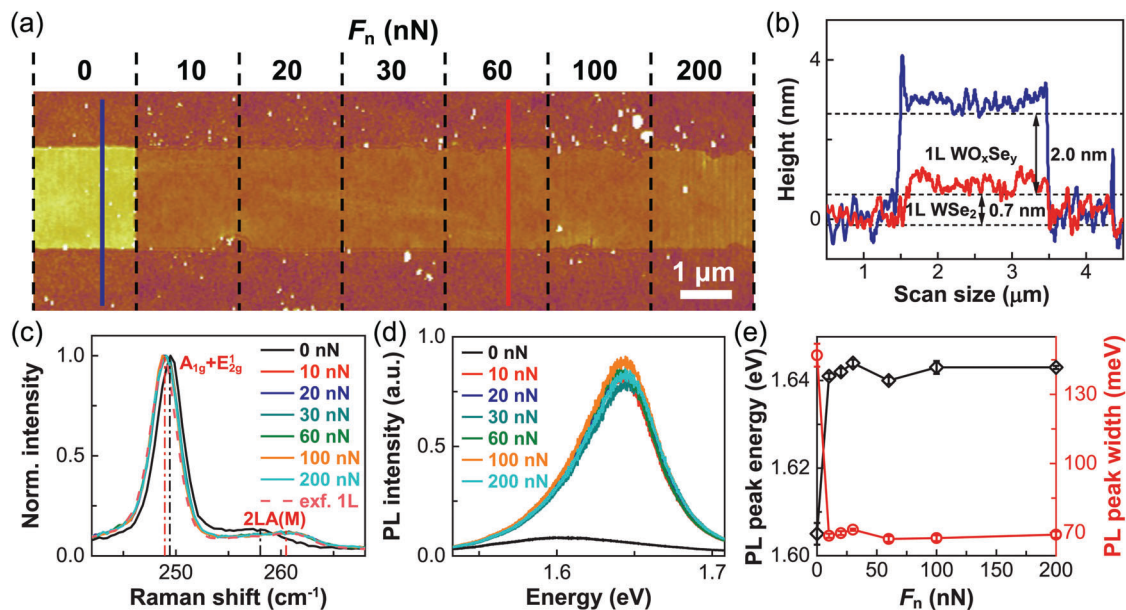 (a)
Fn (nN)
0 10 20 30 60 100 200
1 μm
(b)
Height (nm)
4
0
1L WOxSey
2.0 nm
1L WSe2
0.7 nm
1 2 3 4
Scan size (μm)
(c)
Norm. intensity
1.0
0.5
0.0
A1g+E¹2g
0 nN
10 nN
20 nN
30 nN
60 nN
100 nN
200 nN
exf. 1L
2LA(M)
250 260
Raman shift (cm⁻¹)
(d)
PL intensity (a.u.)
1.0
0.5
0.0
0 nN
10 nN
20 nN
30 nN
60 nN
100 nN
200 nN
1.6 1.7
Energy (eV)
(e)
PL peak energy (eV)
1.64
1.62
1.60
PL peak width (meV)
130
100
70
0 50 100 150 200
Fn (nN)